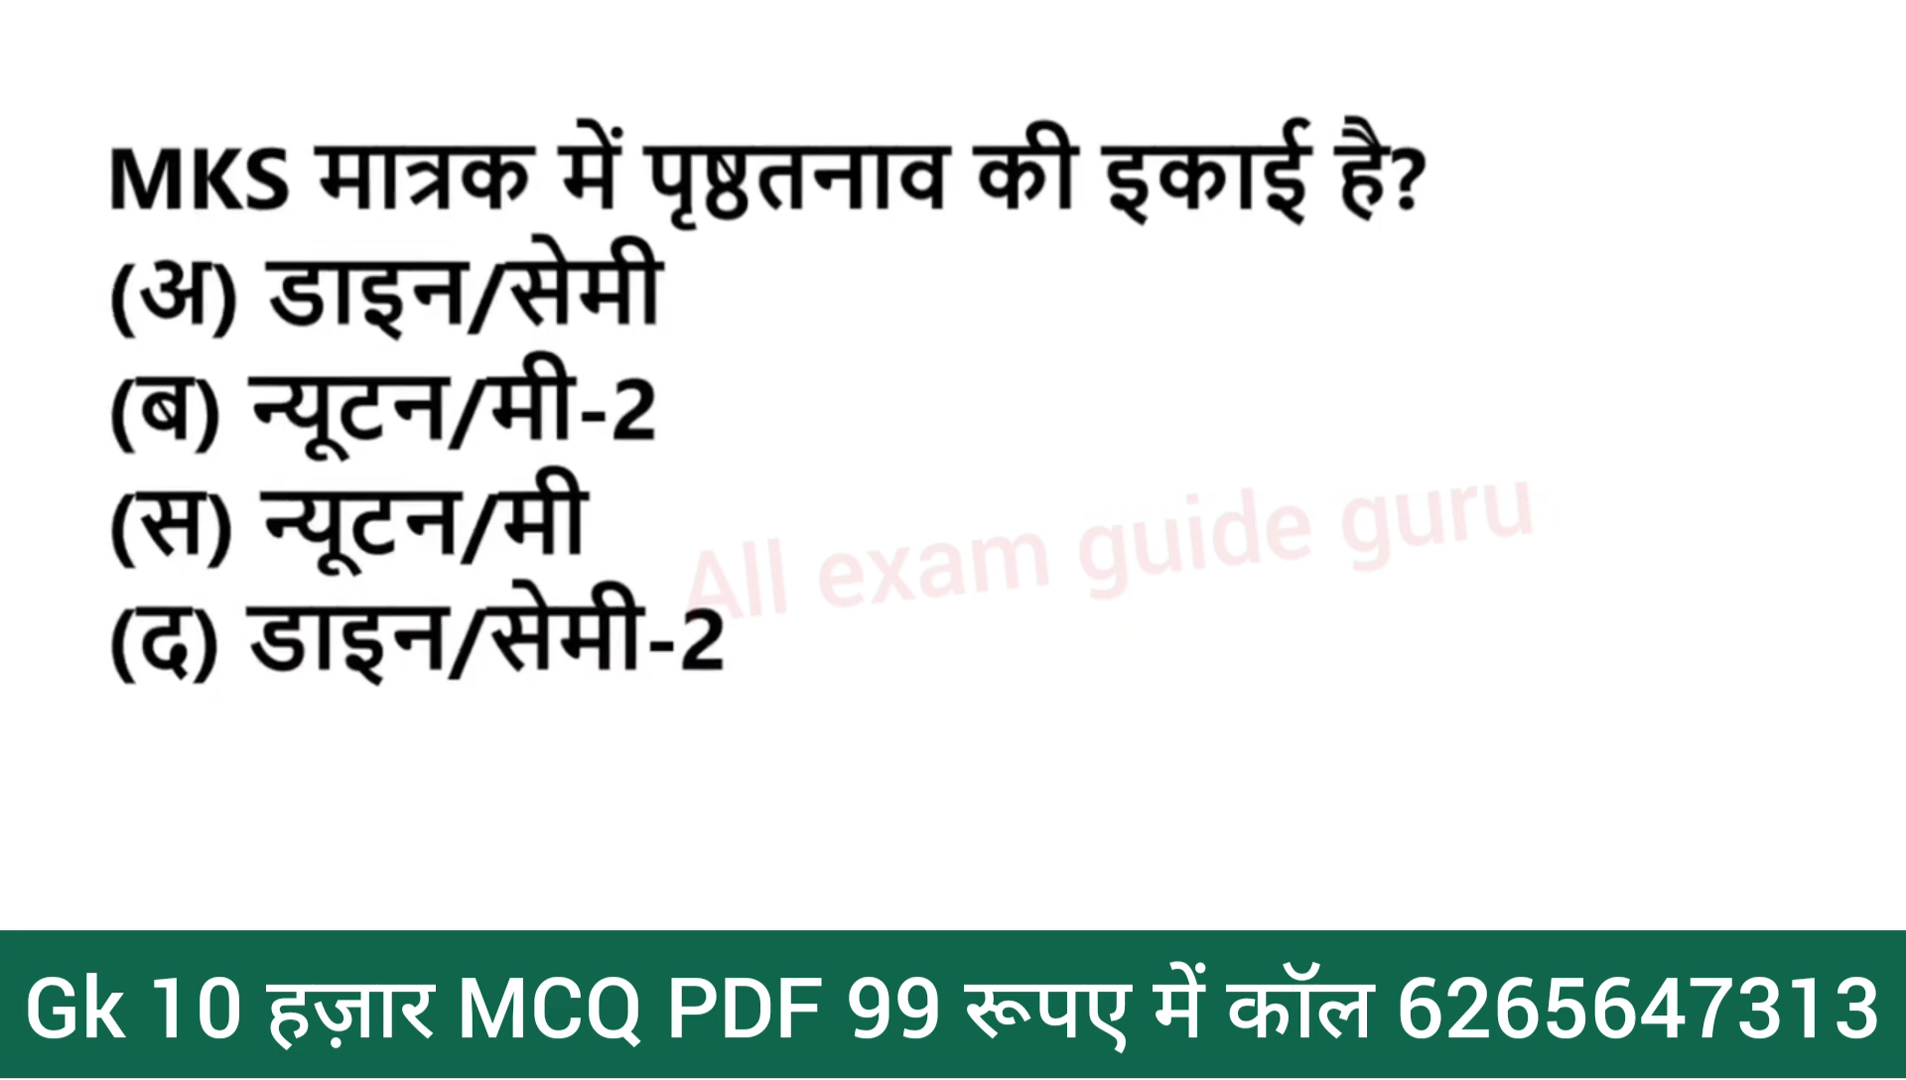 MKS मात्रक में पृष्ठतनाव की इकाई है?
(अ) डाइन/सेमी
(ब) न्यूटन/मी-2
(स) न्यूटन/मी
All exam guide guru
(द) डाइन/सेमी-2
Gk 10 हज़ार MCQ PDF 99 रूपए में कॉल 6265647313